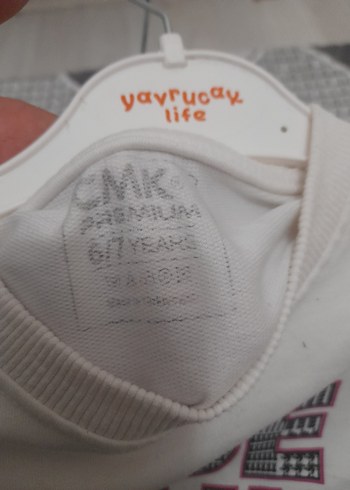 yavrucak
life
CMK®
PREMIUM
6/7 YEARS